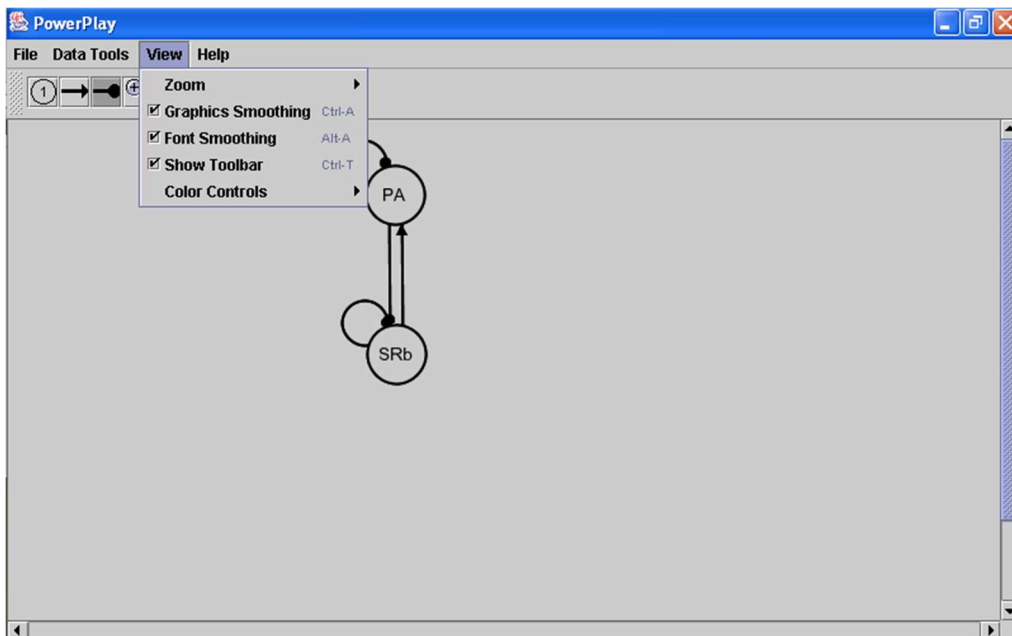 PowerPlay
File Data Tools View Help
1
Zoom
Graphics Smoothing Ctrl-A
Font Smoothing Alt-A
Show Toolbar Ctrl-T
Color Controls
PA
SRb